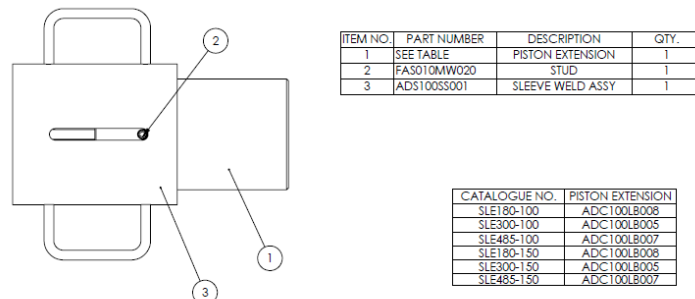 2
1
3
ITEM NO. PART NUMBER DESCRIPTION QTY.
1 SEE TABLE PISTON EXTENSION 1
2 FAS010MW020 STUD 1
3 ADS100SS001 SLEEVE WELD ASSY 1
CATALOGUE NO. PISTON EXTENSION
SLE180-100 ADC100LB008
SLE300-100 ADC100LB005
SLE485-100 ADC100LB007
SLE180-150 ADC100LB008
SLE300-150 ADC100LB005
SLE485-150 ADC100LB007